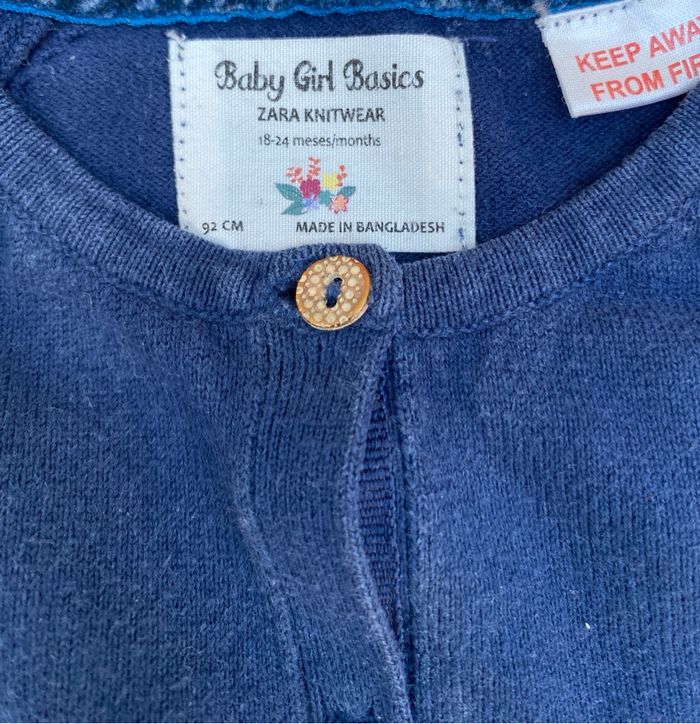 Baby Girl Basics
ZARA KNITWEAR
18-24 meses/months
92 CM MADE IN BANGLADESH
KEEP AWA
FROM FIR